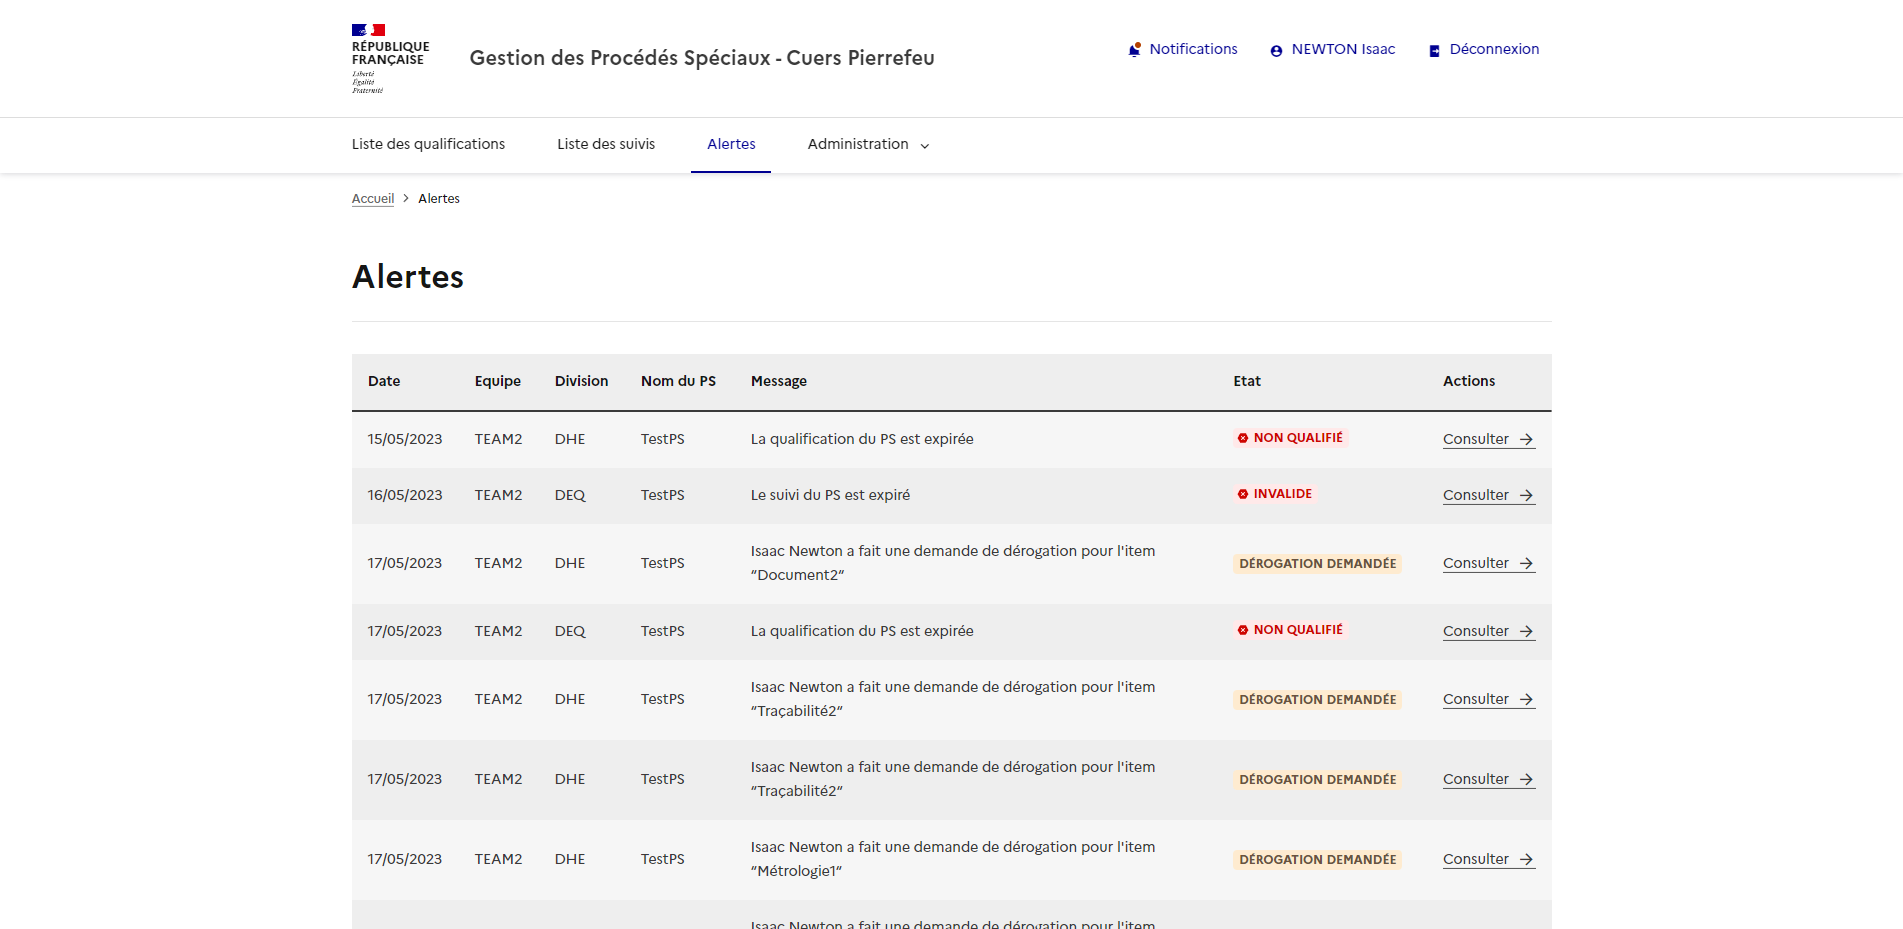 RÉPUBLIQUE
FRANÇAISE
Liberté
Égalité
Fraternité
Gestion des Procédés Spéciaux - Cuers Pierrefeu
Notifications
NEWTON Isaac
Déconnexion
Liste des qualifications
Liste des suivis
Alertes
Administration
Accueil > Alertes
Alertes
Date Equipe Division Nom du PS Message Etat Actions
15/05/2023 TEAM2 DHE TestPS La qualification du PS est expirée NON QUALIFIÉ Consulter →
16/05/2023 TEAM2 DEQ TestPS Le suivi du PS est expiré INVALIDE Consulter →
17/05/2023 TEAM2 DHE TestPS Isaac Newton a fait une demande de dérogation pour l'item
“Document2” DÉROGATION DEMANDÉE Consulter →
17/05/2023 TEAM2 DEQ TestPS La qualification du PS est expirée NON QUALIFIÉ Consulter →
17/05/2023 TEAM2 DHE TestPS Isaac Newton a fait une demande de dérogation pour l'item
“Traçabilité2” DÉROGATION DEMANDÉE Consulter →
17/05/2023 TEAM2 DHE TestPS Isaac Newton a fait une demande de dérogation pour l'item
“Traçabilité2” DÉROGATION DEMANDÉE Consulter →
17/05/2023 TEAM2 DHE TestPS Isaac Newton a fait une demande de dérogation pour l'item
“Métrologie1” DÉROGATION DEMANDÉE Consulter →
Isaac Newton a fait une demande de dérogation pour l'item